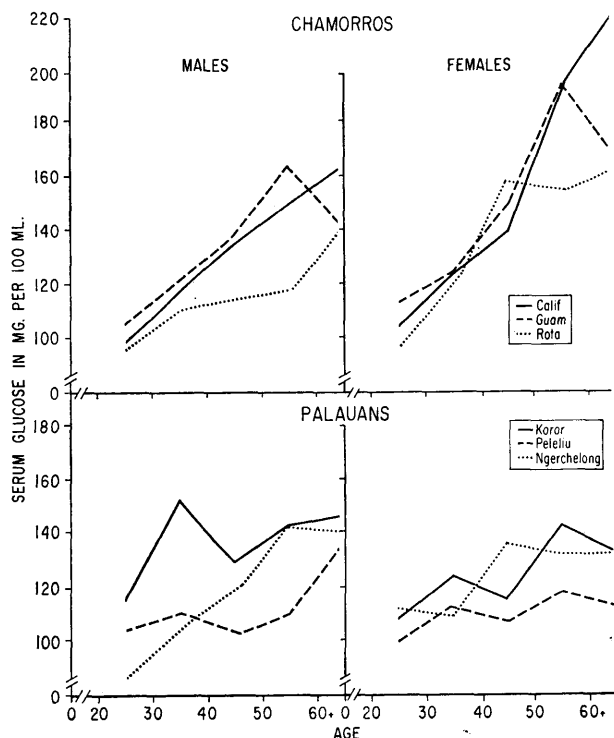 CHAMORROS
MALES
FEMALES
220
200
180
160
140
120
100
0
Calif
Guam
Rota
SERUM GLUCOSE IN MG. PER 100 ML.
PALAUANS
180
160
140
120
100
0
Koror
Peleliu
Ngerchelong
0 20 30 40 50 60+ 0 20 30 40 50 60+
AGE